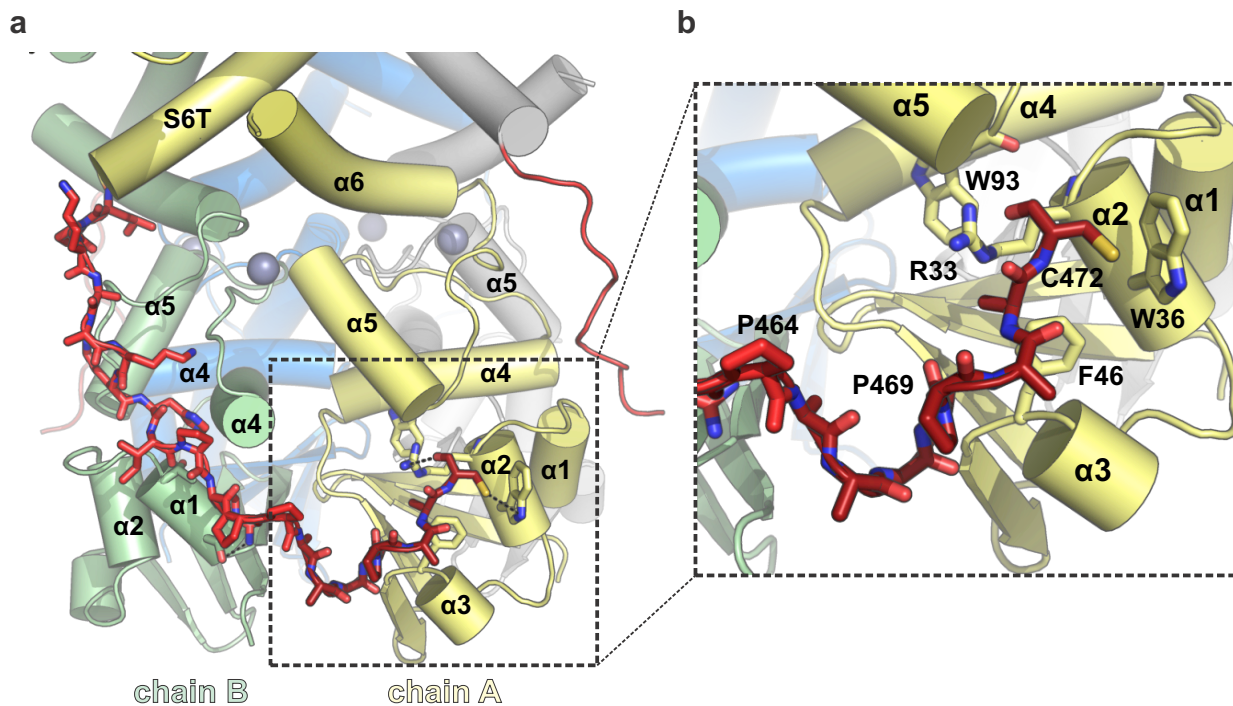 a
b
S6T
α6
α5
α5
α5
α4
α4
α4
α2
α1
α2
α1
α3
chain B
chain A
α5
α4
W93
α2
α1
R33
C472
W36
P464
P469
F46
α3